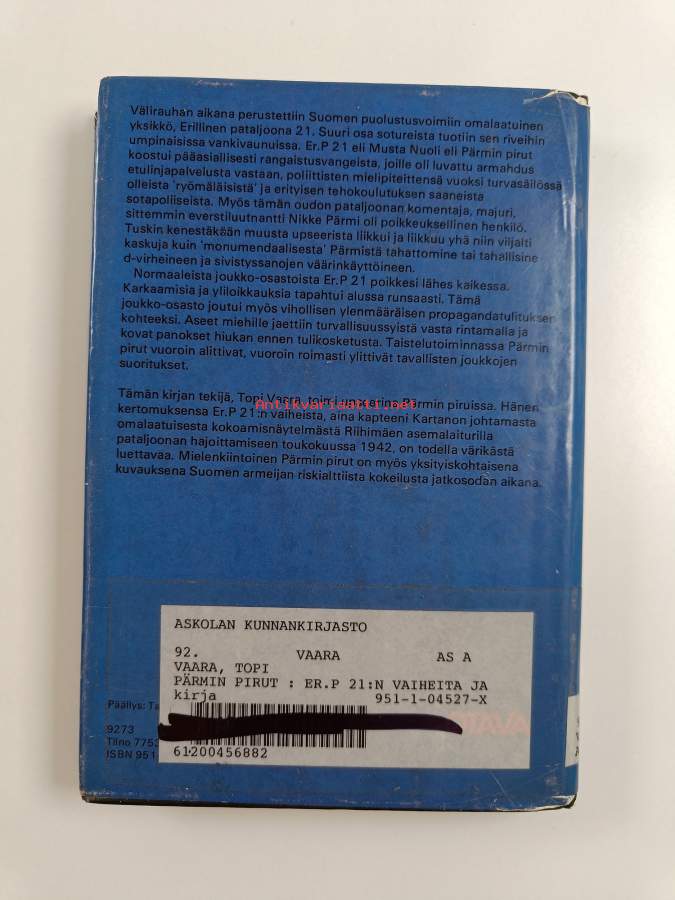 Välirauhan aikana perustettiin Suomen puolustusvoimiin omalaatuinen
yksikkö, Erillinen pataljoona 21. Suuri osa sotureista tuotiin sen riveihin
umpinaisissa vankivaunuissa. Er.P 21 eli Musta Nuoli eli Pärmin pirut
koostui pääasiallisesti rangaistusvangeista, joille oli luvattu armahdus
etulinjapalvelusta vastaan, poliittisten mielipiteittensä vuoksi turvasäilössä
olleista 'ryömäläisistä' ja erityisen tehokoulutuksen saaneista
sotapoliiseista. Myös tämän oudon pataljoonan komentaja, majuri,
sittemmin everstiluutnantti Nikke Pärmi oli poikkeuksellinen henkilö.
Tuskin kenestäkään muusta upseerista liikkui ja liikkuu yhä niin viljalti
kaskuja kuin 'monumendaalisesta' Pärmistä tahattomine tai tahallisine
d-virheineen ja sivistyssanojen väärinkäyttöineen.
Normaaleista joukko-osastoista Er.P 21 poikkesi lähes kaikessa.
Karkaamisia ja yliloikkauksia tapahtui alussa runsaasti. Tämä
joukko-osasto joutui myös vihollisen ylenmääräisen propagandatulituksen
kohteeksi. Aseet miehille jaettiin turvallisuussyistä vasta rintamalla ja
kovat panokset hiukan ennen tulikosketusta. Taistelutoiminnassa Pärmin
pirut vuoroin alittivat, vuoroin roimasti ylittivät tavallisten joukkojen
suoritukset.
Tämän kirjan tekijä, Topi Vaara, toimi upseerina Pärmin piruissa. Hänen
Antikvariaatti.net
kertomuksensa Er.P 21:n vaiheista, aina kapteeni Kartanon johtamasta
omalaatuisesta kokoamisnäytelmästä Riihimäen asemalaiturilla
pataljoonan hajoittamiseen toukokuussa 1942, on todella värikästä
luettavaa. Mielenkiintoinen Pärmin pirut on myös yksityiskohtaisena
kuvauksena Suomen armeijan riskialttiista kokeilusta jatkosodan aikana.
ASKOLAN KUNNANKIRJASTO
92. VAARA AS A
VAARA, TOPI
PÄRMIN PIRUT : ER.P 21:N VAIHEITA JA
kirja 951-1-04527-X
Päällys:
9273
Tilno 7753
ISBN 951
61200456882